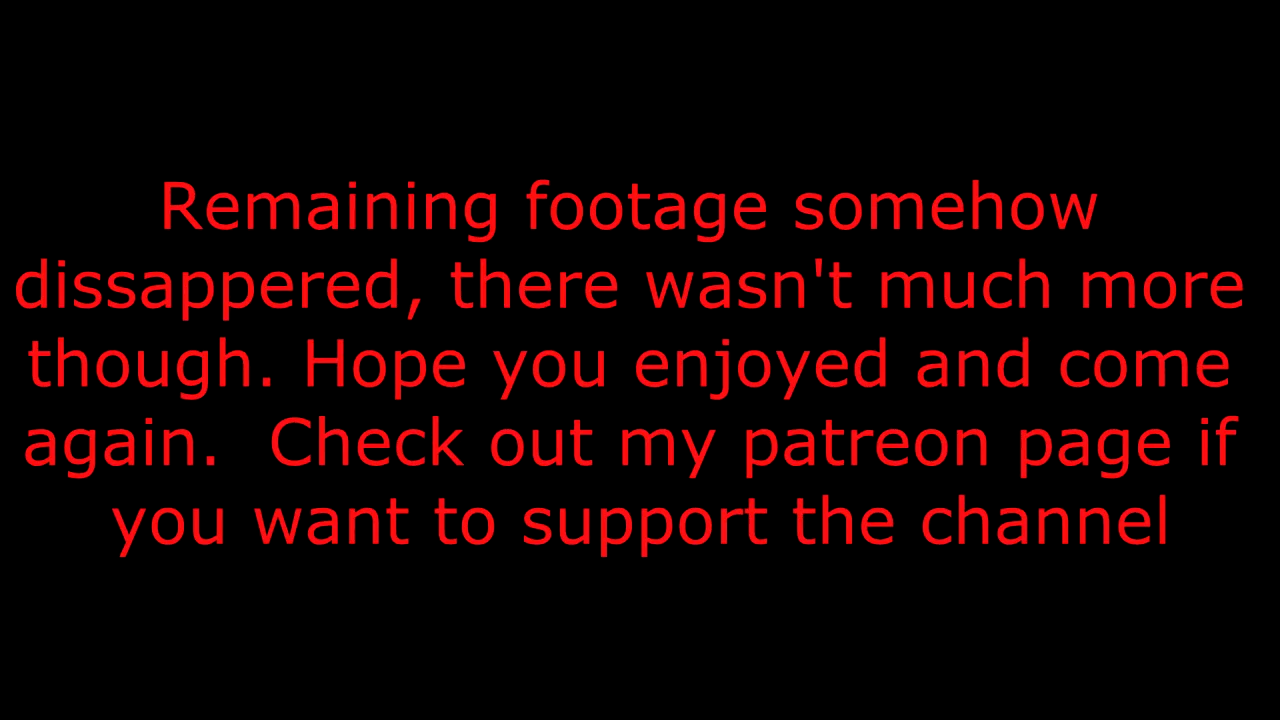 Remaining footage somehow
dissappered, there wasn't much more
though. Hope you enjoyed and come
again.  Check out my patreon page if
you want to support the channel